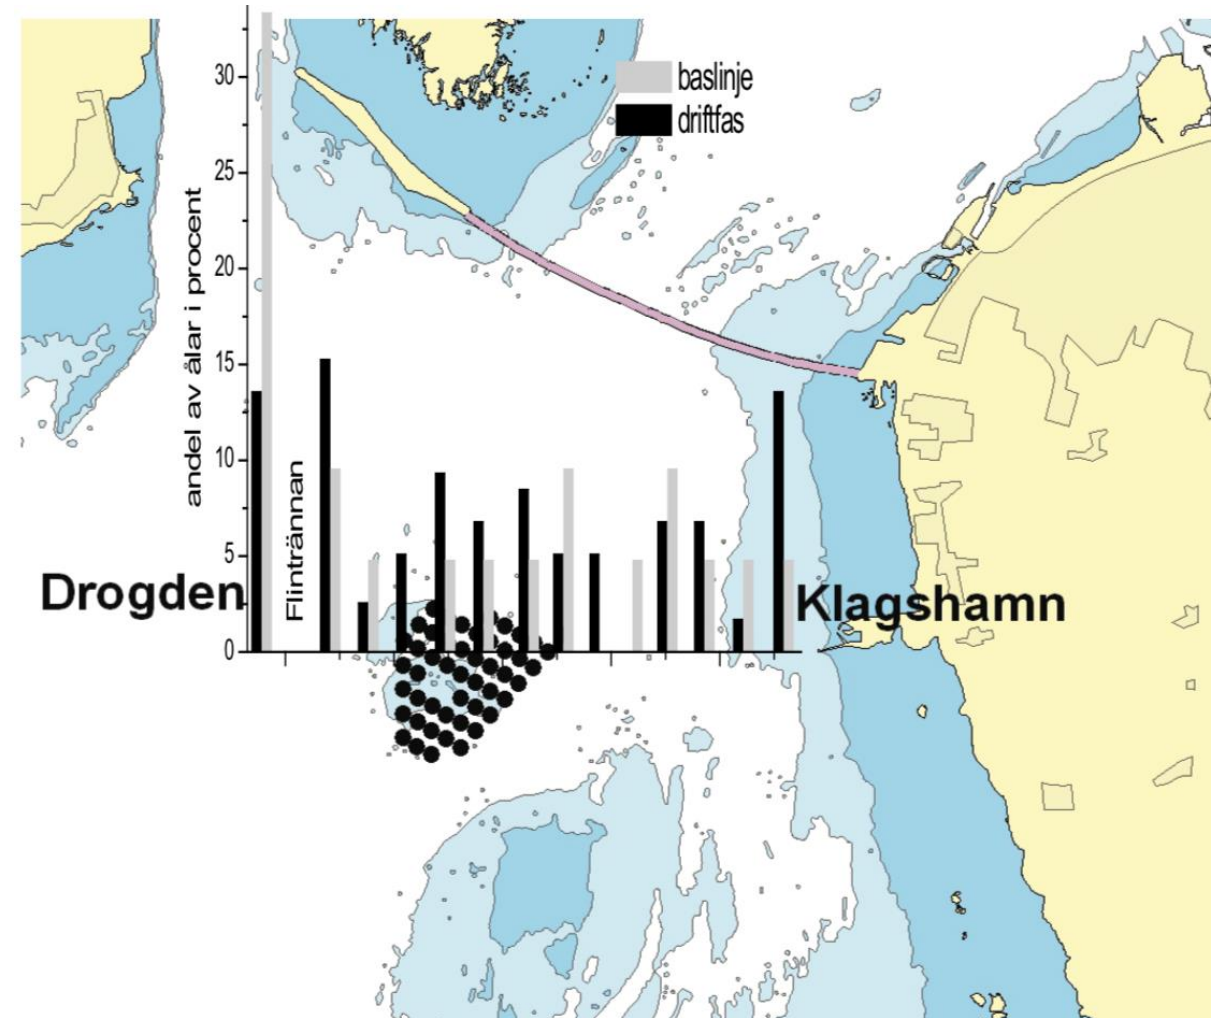 30
25
20
15
10
5
0
andel av ålar i procent
baslinje
driftfas
Flintrännan
Drogden
Klagshamn